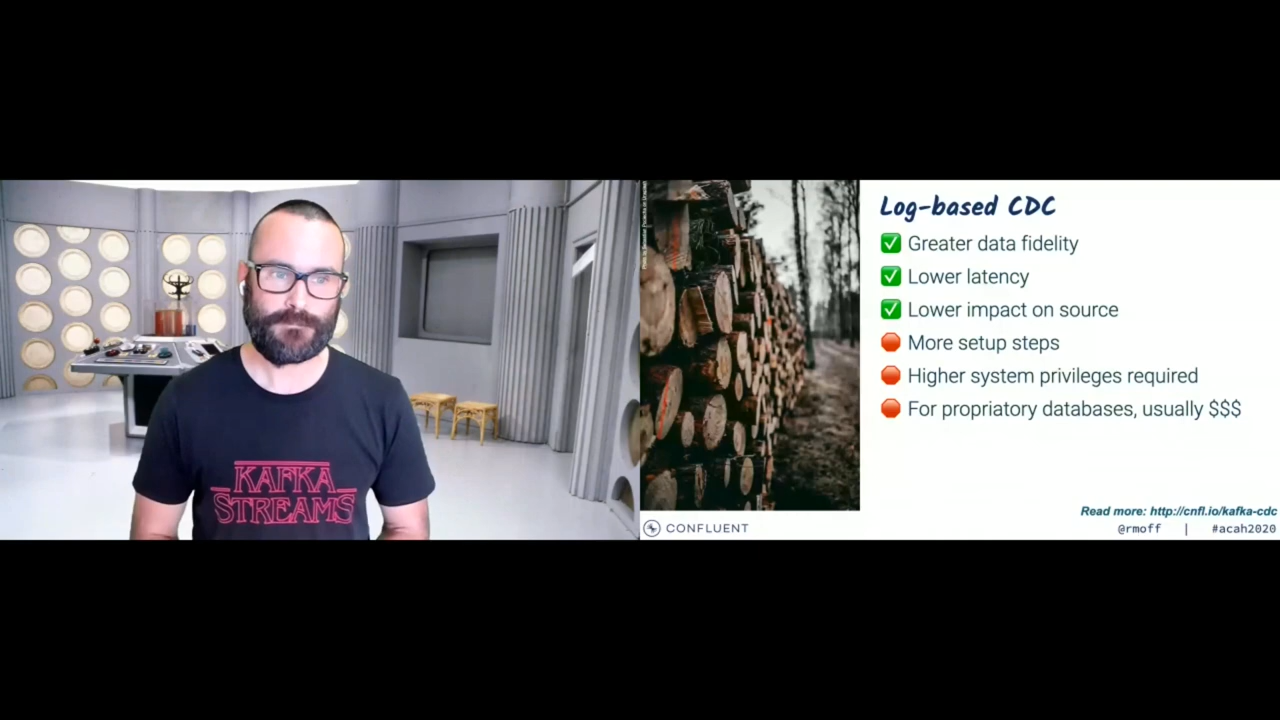 KAFKA
STREAMS
Log-based CDC
Greater data fidelity
Lower latency
Lower impact on source
More setup steps
Higher system privileges required
For propriatory databases, usually $$$
Read more: http://cnfl.io/kafka-cdc
CONFLUENT
@rmoff | #acah2020